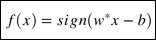 f(x) = sign(w*x − b)